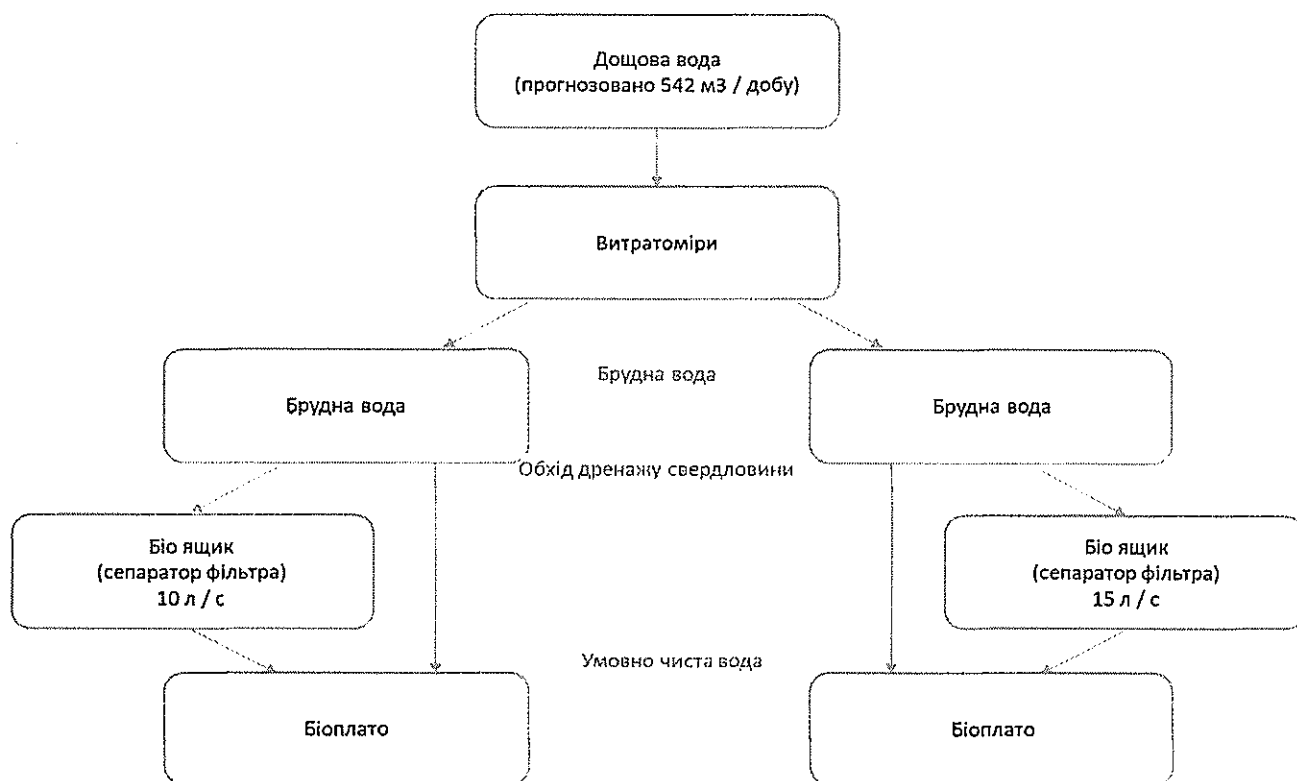 Дощова вода
(прогнозовано 542 м3 / добу)
Витратоміри
Брудна вода
Брудна вода
Брудна вода
Обхід дренажу свердловини
Біо ящик
(сепаратор фільтра)
10 л / с
Біо ящик
(сепаратор фільтра)
15 л / с
Умовно чиста вода
Біоплато
Біоплато